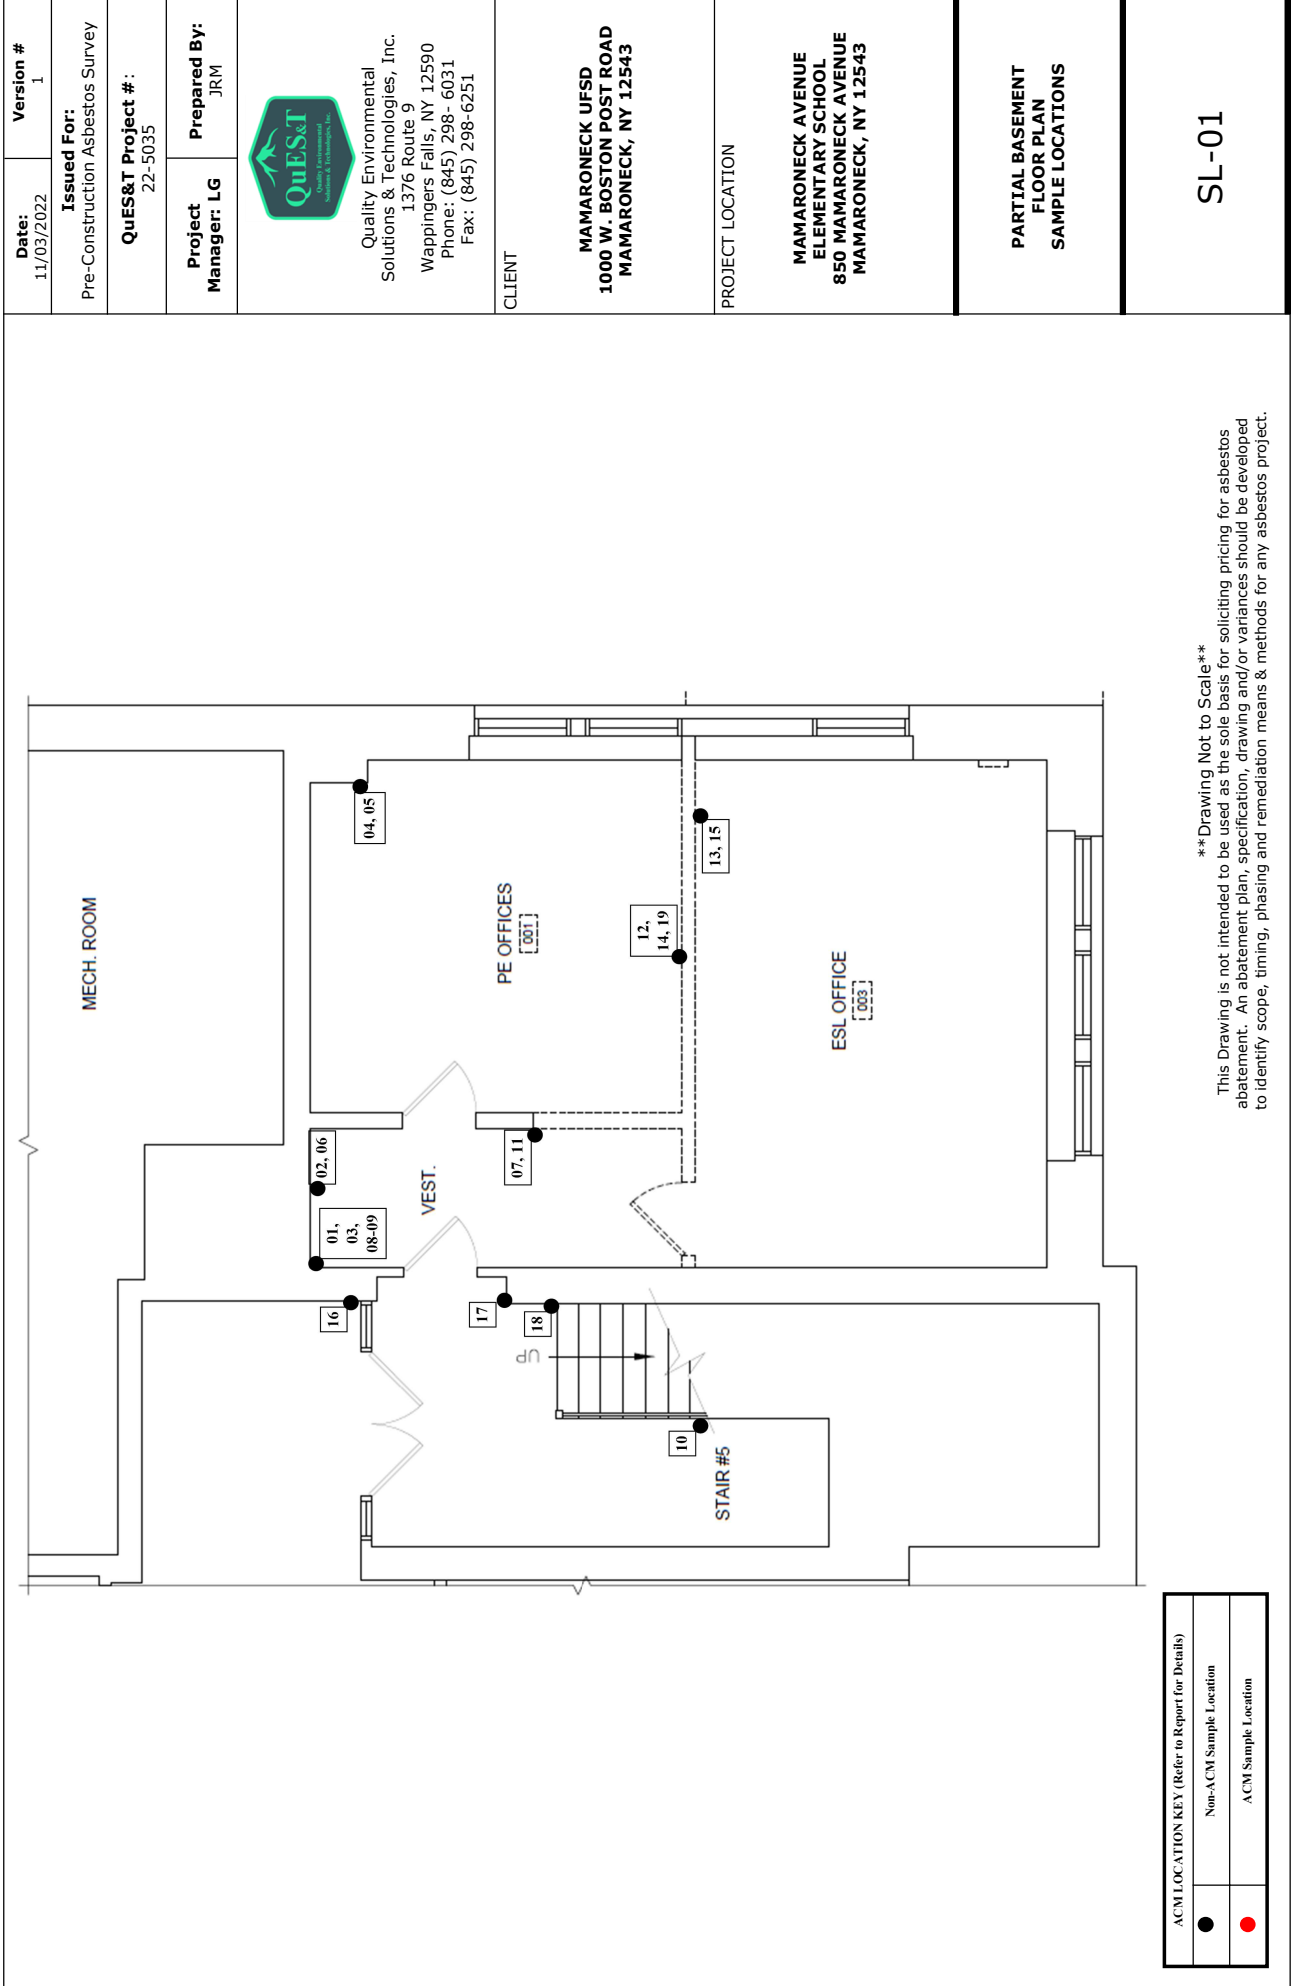 Date:
11/03/2022
Version #
1
Issued For:
Pre-Construction Asbestos Survey
QuES&T Project #:
22-5035
Project
Manager: LG
Prepared By:
JRM
QuES&T
Quality Environmental
Solutions & Technologies, Inc.
Quality Environmental
Solutions & Technologies, Inc.
1376 Route 9
Wappingers Falls, NY 12590
Phone: (845) 298- 6031
Fax: (845) 298-6251
CLIENT
MAMARONECK UFSD
1000 W. BOSTON POST ROAD
MAMARONECK, NY 12543
PROJECT LOCATION
MAMARONECK AVENUE
ELEMENTARY SCHOOL
850 MAMARONECK AVENUE
MAMARONECK, NY 12543
PARTIAL BASEMENT
FLOOR PLAN
SAMPLE LOCATIONS
SL-01
MECH. ROOM
04, 05
PE OFFICES
001
12,
14, 19
13, 15
ESL OFFICE
003
02, 06
01,
03,
08-09
VEST.
07, 11
16
17
18
UP
10
STAIR #5
**Drawing Not to Scale**
This Drawing is not intended to be used as the sole basis for soliciting pricing for asbestos
abatement. An abatement plan, specification, drawing and/or variances should be developed
to identify scope, timing, phasing and remediation means & methods for any asbestos project.
ACM LOCATION KEY (Refer to Report for Details)
Non-ACM Sample Location
ACM Sample Location